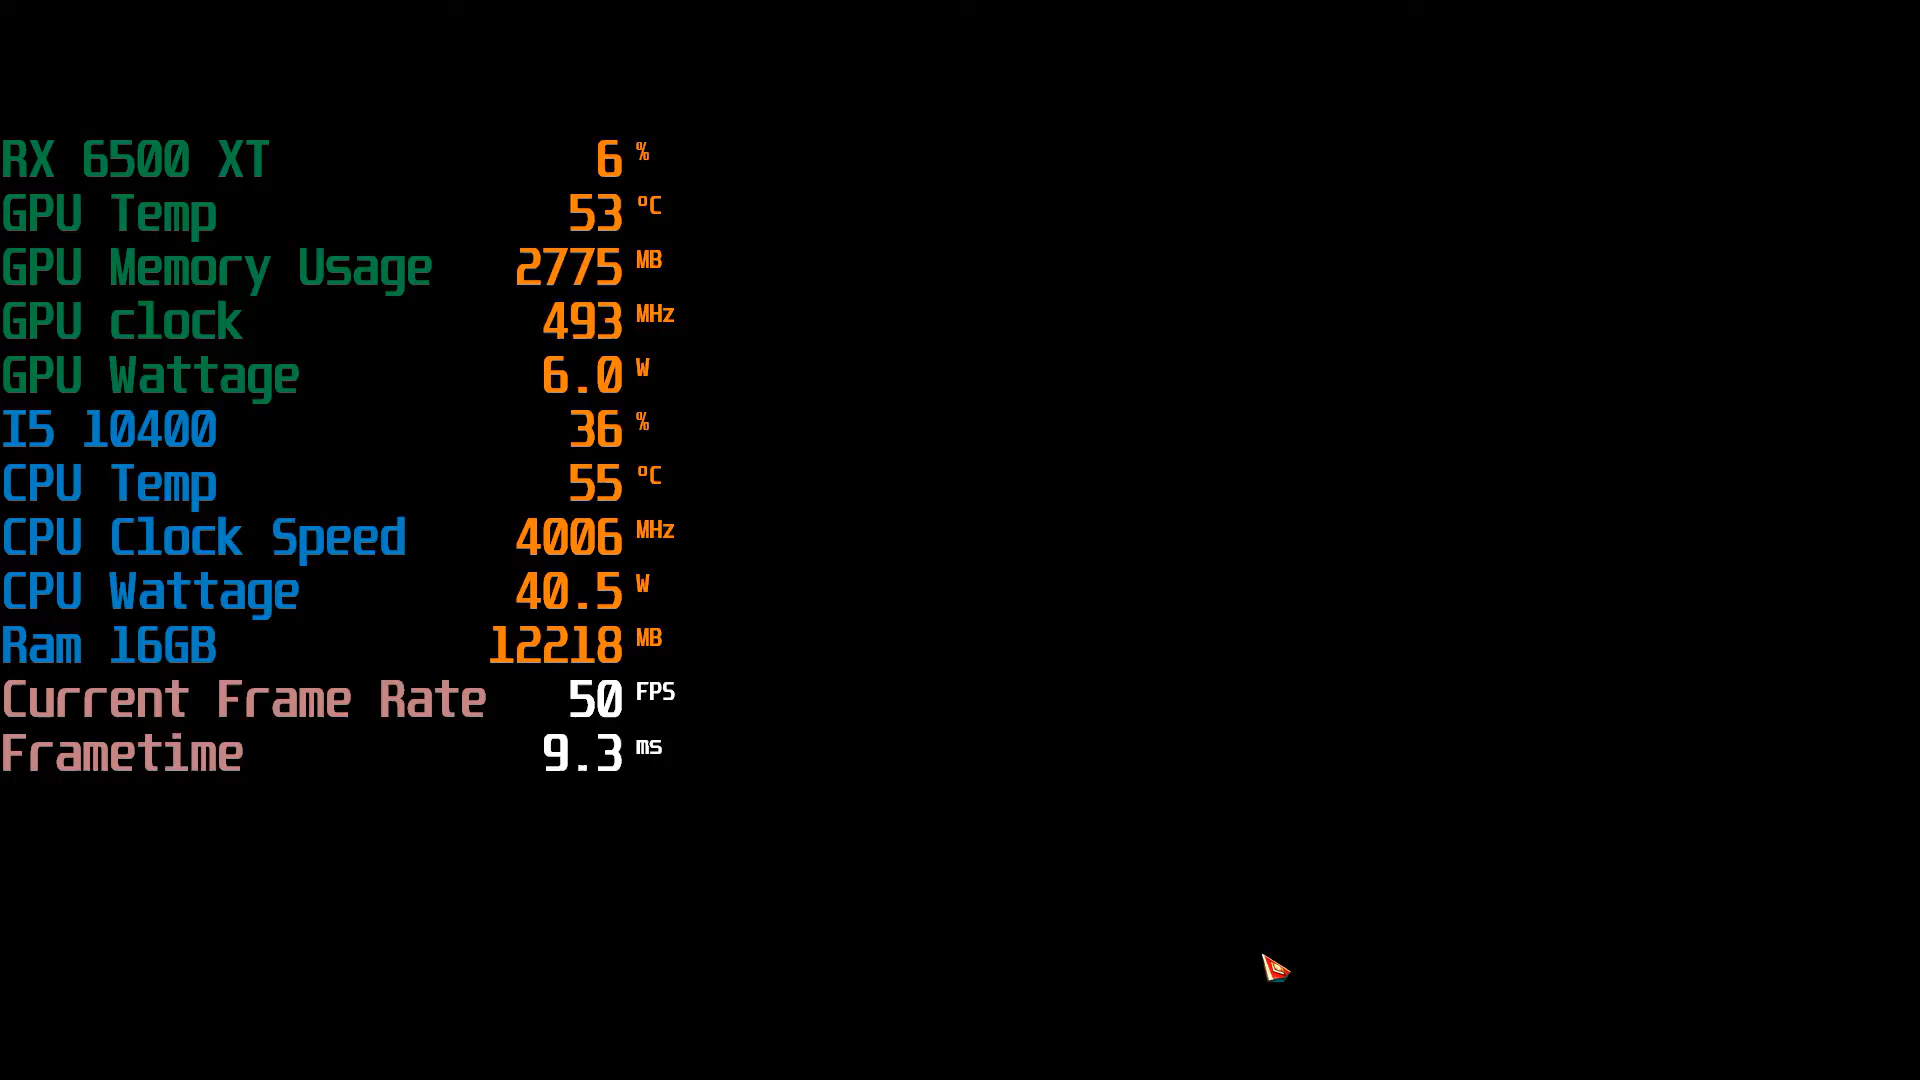 RX 6500 XT 6 %
GPU Temp 53 °C
GPU Memory Usage 2775 MB
GPU clock 493 MHz
GPU Wattage 6.0 W
I5 10400 36 %
CPU Temp 55 °C
CPU Clock Speed 4006 MHz
CPU Wattage 40.5 W
Ram 16GB 12218 MB
Current Frame Rate 50 FPS
Frametime 9.3 ms